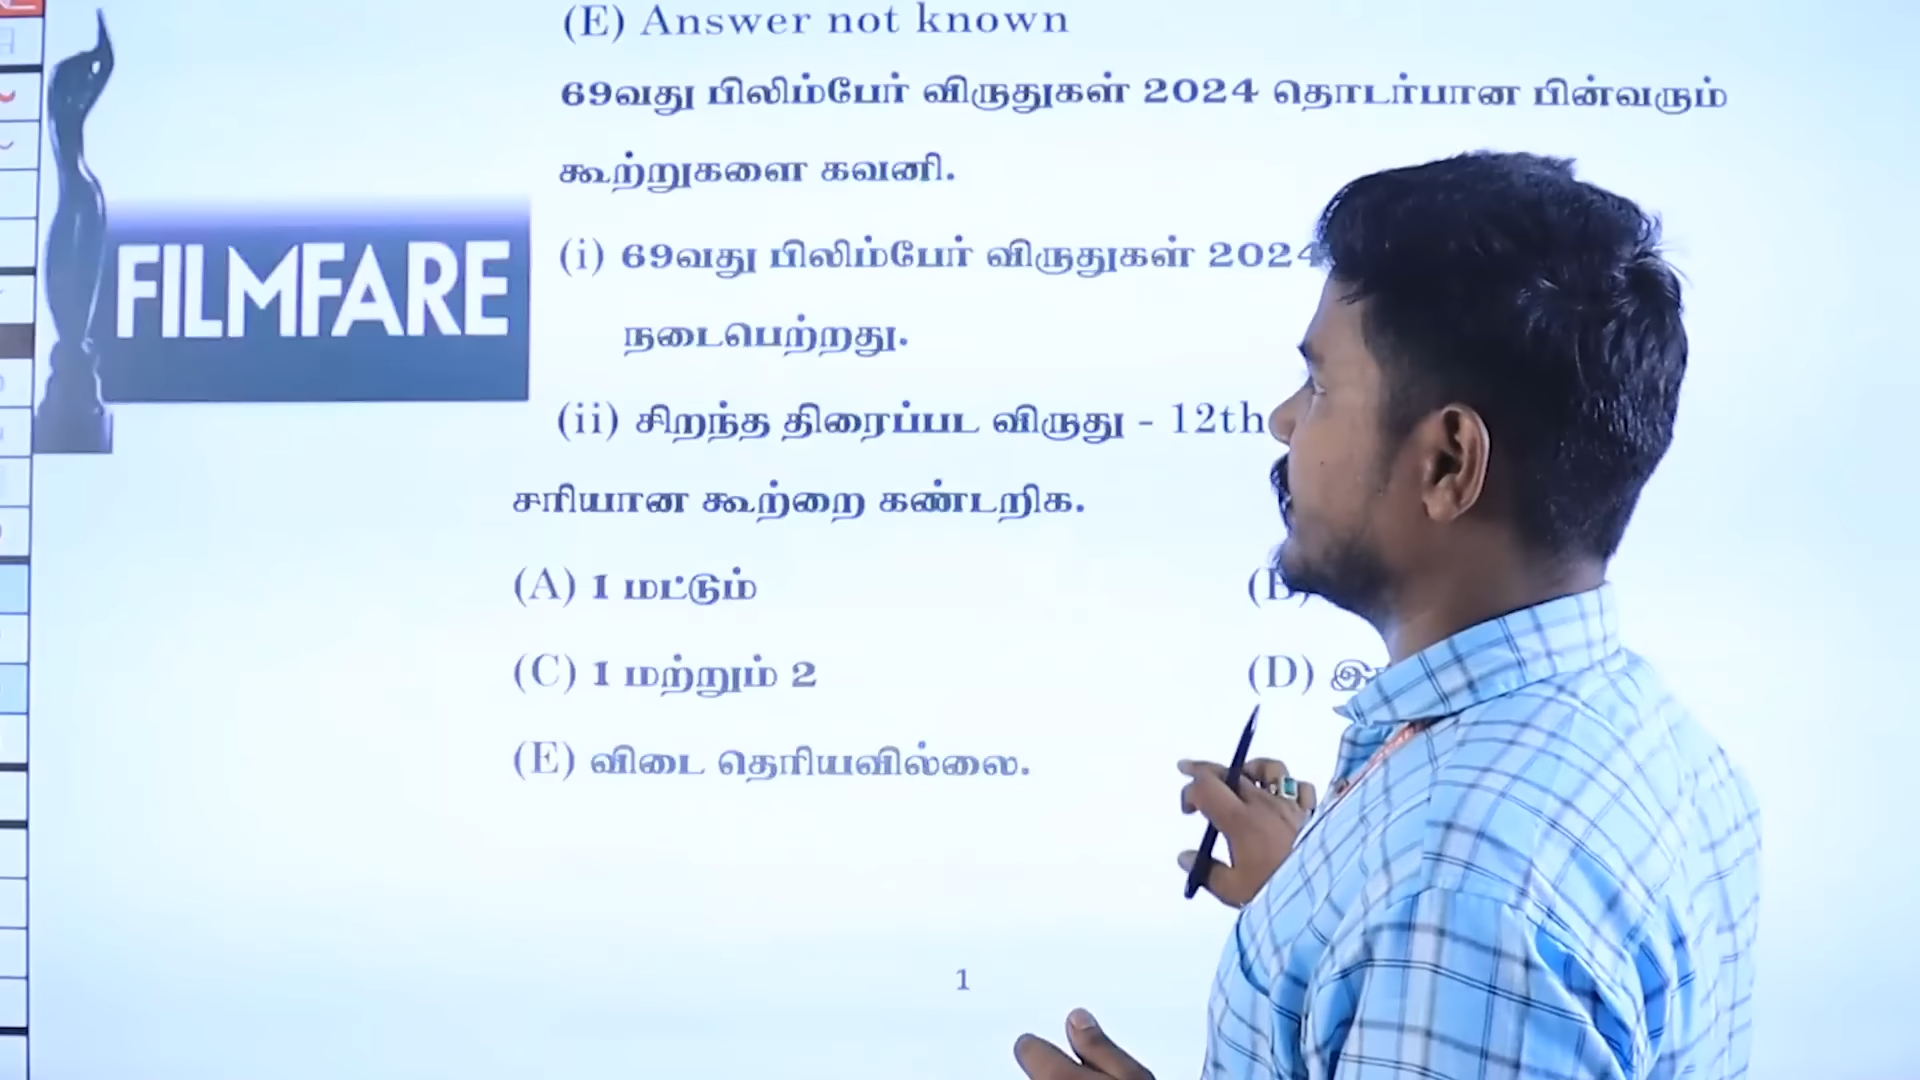 (E) Answer not known
69வது பிலிம்பேர் விருதுகள் 2024 தொடர்பான பின்வரும்
கூற்றுகளை கவனி.
FILMFARE
(i) 69வது பிலிம்பேர் விருதுகள் 2024
நடைபெற்றது.
(ii) சிறந்த திரைப்பட விருது - 12th
சரியான கூற்றை கண்டறிக.
(A) 1 மட்டும்
(C) 1 மற்றும் 2
(D)
(E) விடை தெரியவில்லை.
1